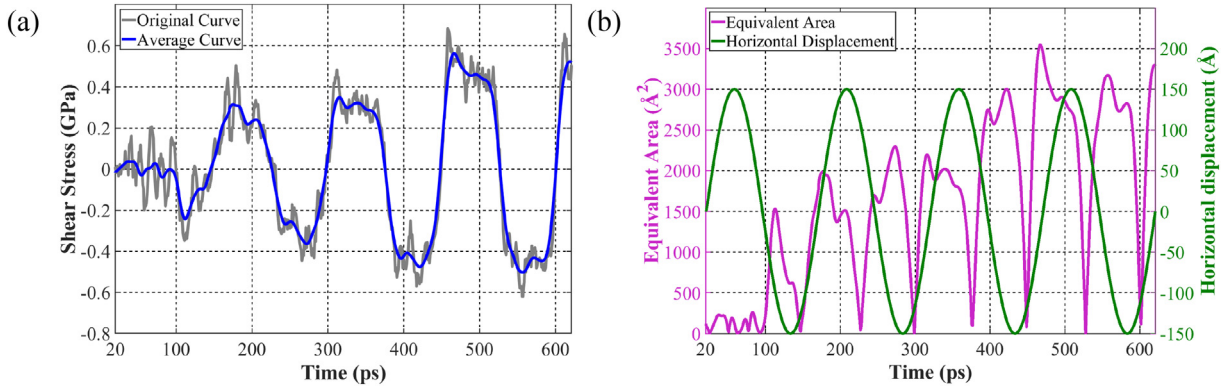 (a)
Original Curve
Average Curve
Shear Stress (GPa)
0.6
0.4
0.2
0
-0.2
-0.4
-0.6
-0.8
20 100 200 300 400 500 600
Time (ps)
(b)
Equivalent Area
Horizontal Displacement
Equivalent Area (Å²)
3500
3000
2500
2000
1500
1000
500
0
200
150
100
50
0
-50
-100
-150
Horizontal displacement (Å)
20 100 200 300 400 500 600
Time (ps)